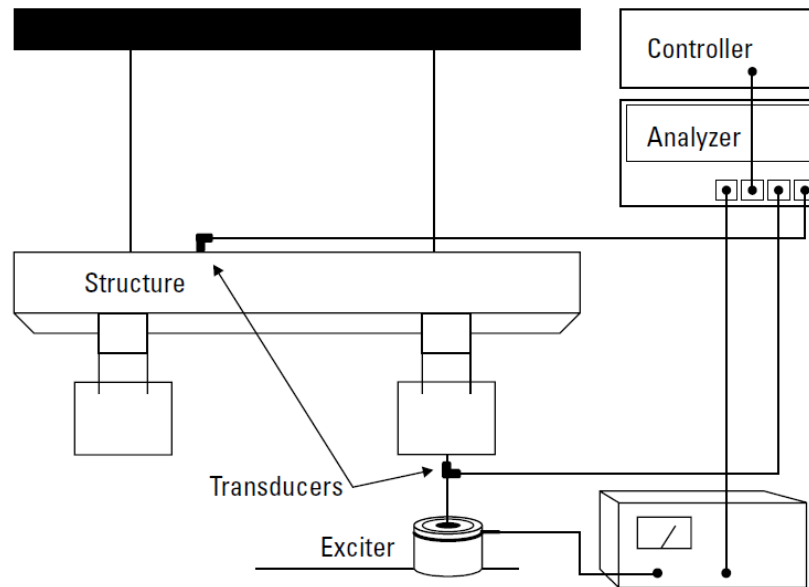 Controller
Analyzer
Structure
Transducers
Exciter